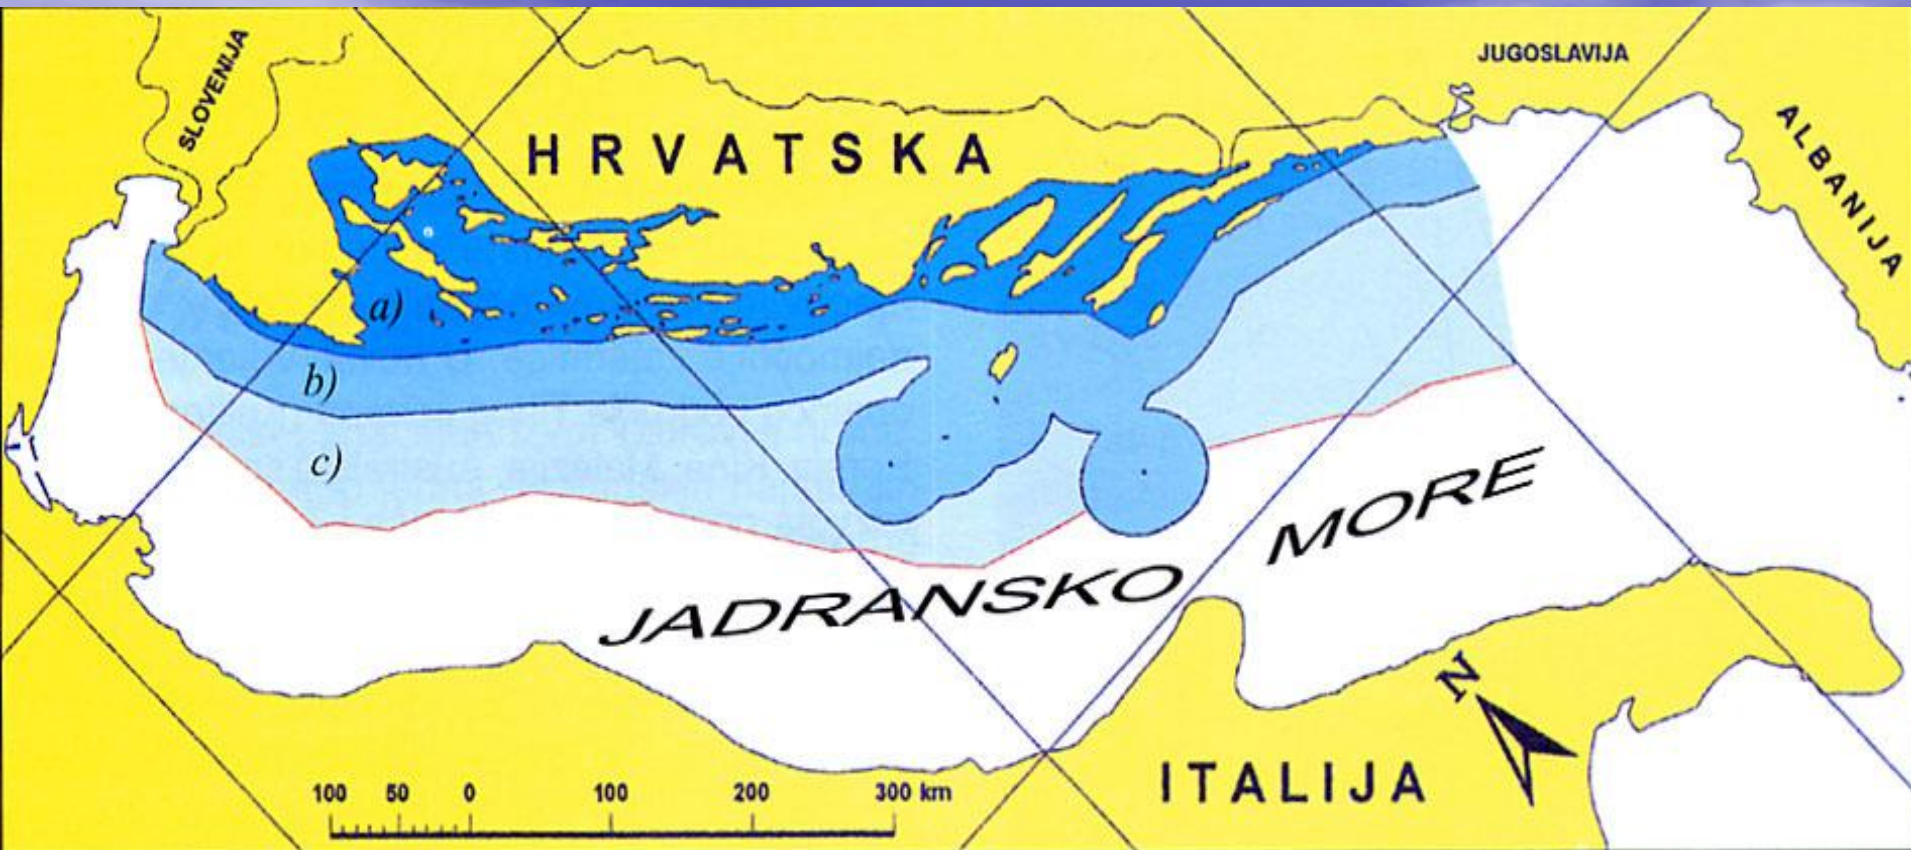 SLOVENIJA
JUGOSLAVIJA
HRVATSKA
ALBANIJA
a)
b)
c)
JADRANSKO MORE
N
ITALIJA
100 50 0 100 200 300 km